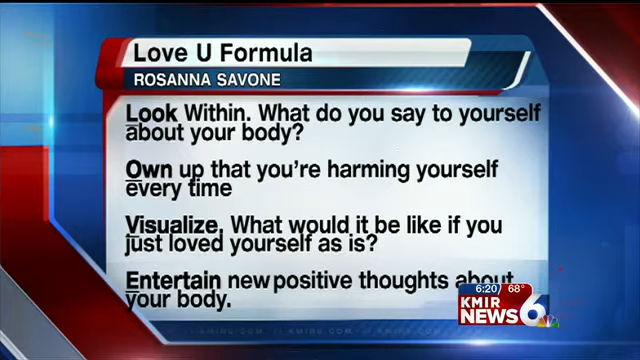 Love U Formula
ROSANNA SAVONE
Look Within. What do you say to yourself
about your body?
Own up that you're harming yourself
every time
Visualize. What would it be like if you
just loved yourself as is?
Entertain new positive thoughts about
your body.
6:20 68°
KMIR
NEWS 6